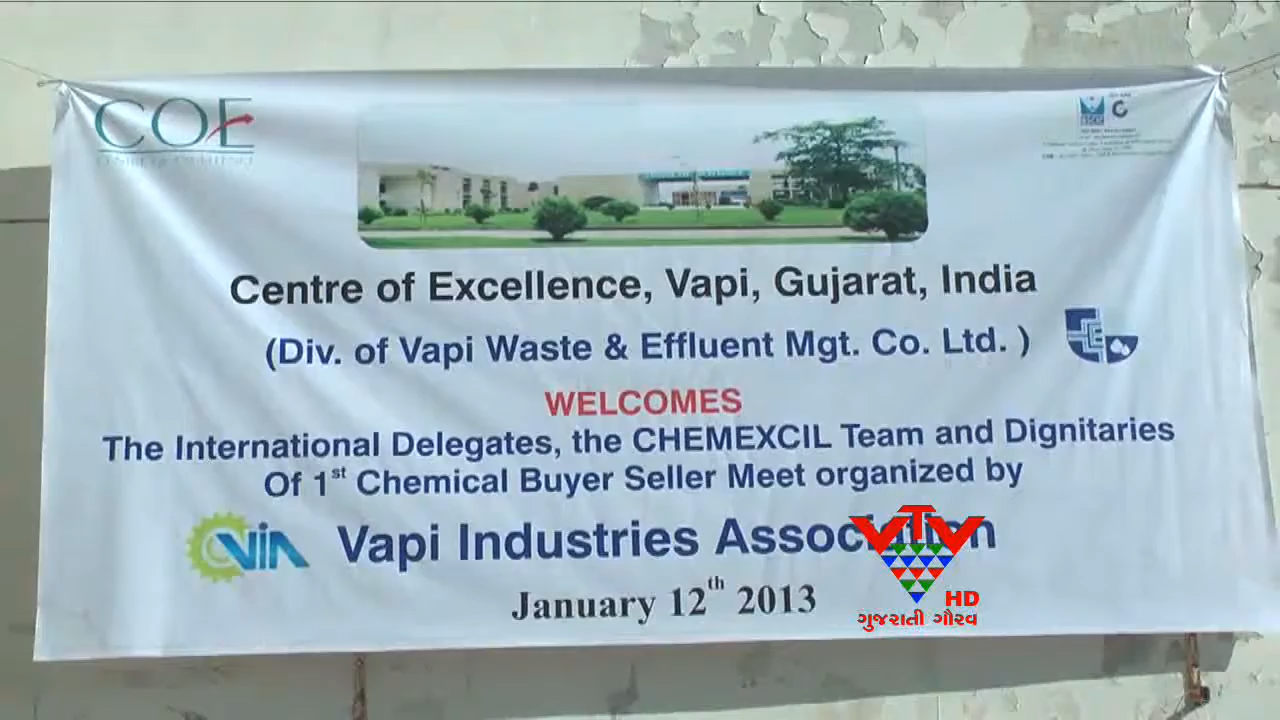 COE
Centre of Excellence, Vapi, Gujarat, India
(Div. of Vapi Waste & Effluent Mgt. Co. Ltd. )
WELCOMES
The International Delegates, the CHEMEXCIL Team and Dignitaries
Of 1st Chemical Buyer Seller Meet organized by
VIA Vapi Industries Association
January 12th 2013
VTV
HD
ગુજરાતી ગૌરવ